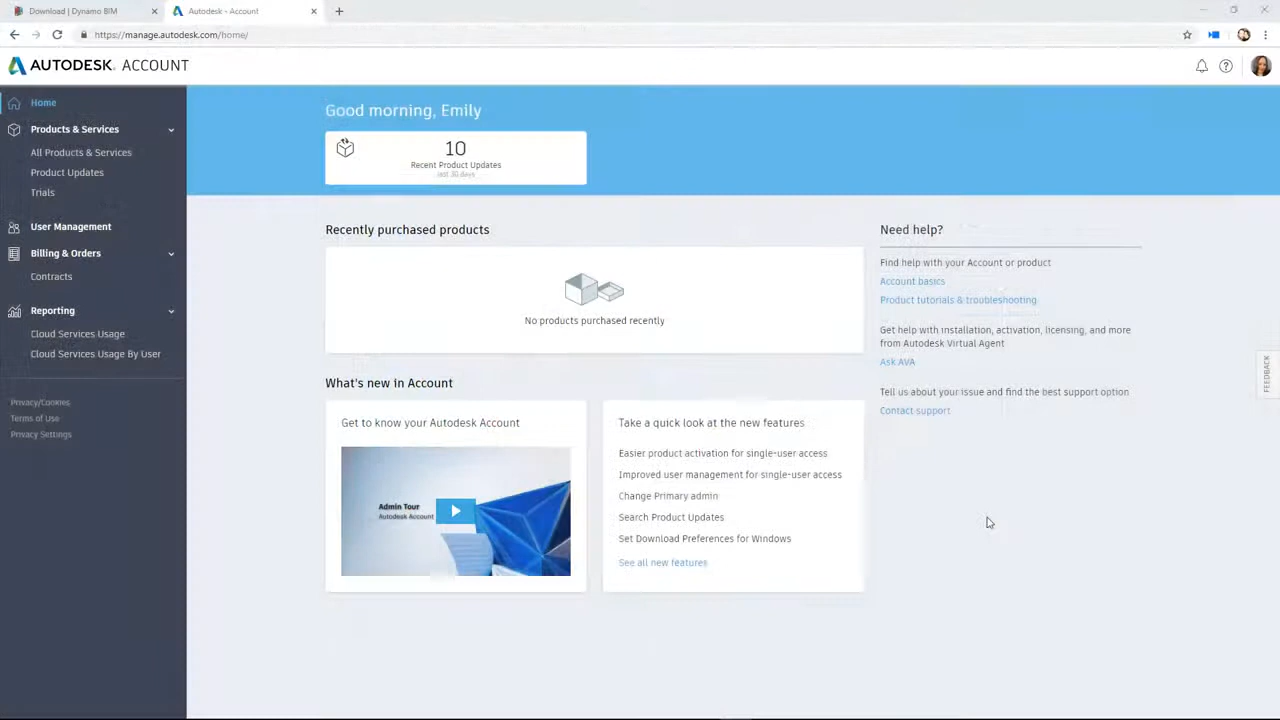 Download | Dynamo BIM
Autodesk - Account
https://manage.autodesk.com/home/
AUTODESK. ACCOUNT
Home
Products & Services
All Products & Services
Product Updates
Trials
User Management
Billing & Orders
Contracts
Reporting
Cloud Services Usage
Cloud Services Usage By User
Privacy/Cookies
Terms of Use
Privacy Settings
Good morning, Emily
10
Recent Product Updates
last 30 days
Recently purchased products
No products purchased recently
What's new in Account
Get to know your Autodesk Account
Admin Tour
Autodesk Account
Take a quick look at the new features
Easier product activation for single-user access
Improved user management for single-user access
Change Primary admin
Search Product Updates
Set Download Preferences for Windows
See all new features
Need help?
Find help with your Account or product
Account basics
Product tutorials & troubleshooting
Get help with installation, activation, licensing, and more
from Autodesk Virtual Agent
Ask AVA
Tell us about your issue and find the best support option
Contact support
FEEDBACK